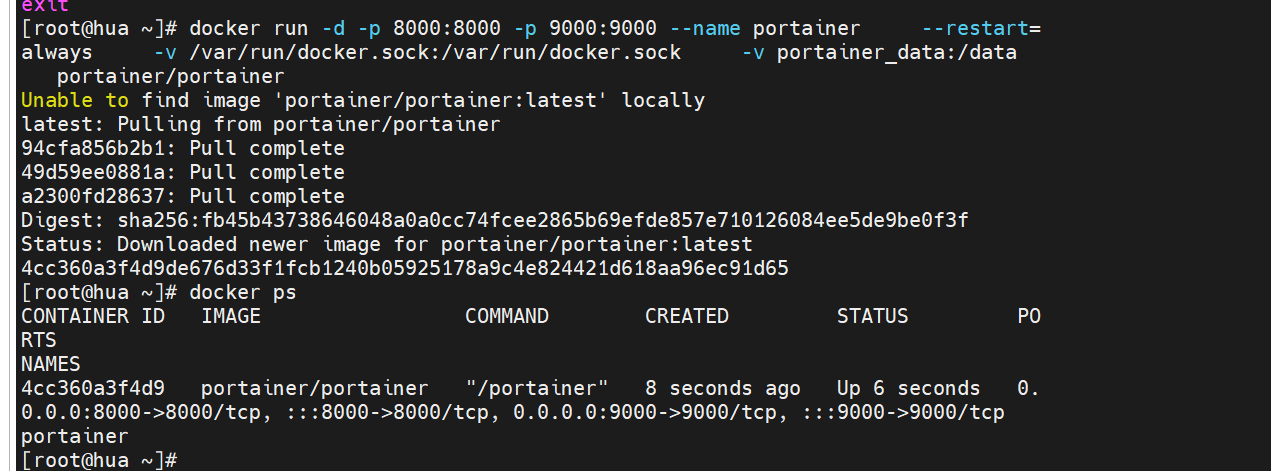 exit
[root@hua ~]# docker run -d -p 8000:8000 -p 9000:9000 --name portainer     --restart=
always     -v /var/run/docker.sock:/var/run/docker.sock     -v portainer_data:/data
   portainer/portainer
Unable to find image 'portainer/portainer:latest' locally
latest: Pulling from portainer/portainer
94cfa856b2b1: Pull complete
49d59ee0881a: Pull complete
a2300fd28637: Pull complete
Digest: sha256:fb45b43738646048a0a0cc74fcee2865b69efde857e710126084ee5de9be0f3f
Status: Downloaded newer image for portainer/portainer:latest
4cc360a3f4d9de676d33f1fcb1240b05925178a9c4e824421d618aa96ec91d65
[root@hua ~]# docker ps
CONTAINER ID   IMAGE                 COMMAND        CREATED         STATUS         PO
RTS
NAMES
4cc360a3f4d9   portainer/portainer   "/portainer"   8 seconds ago   Up 6 seconds   0.
0.0.0:8000->8000/tcp, :::8000->8000/tcp, 0.0.0.0:9000->9000/tcp, :::9000->9000/tcp
portainer
[root@hua ~]#